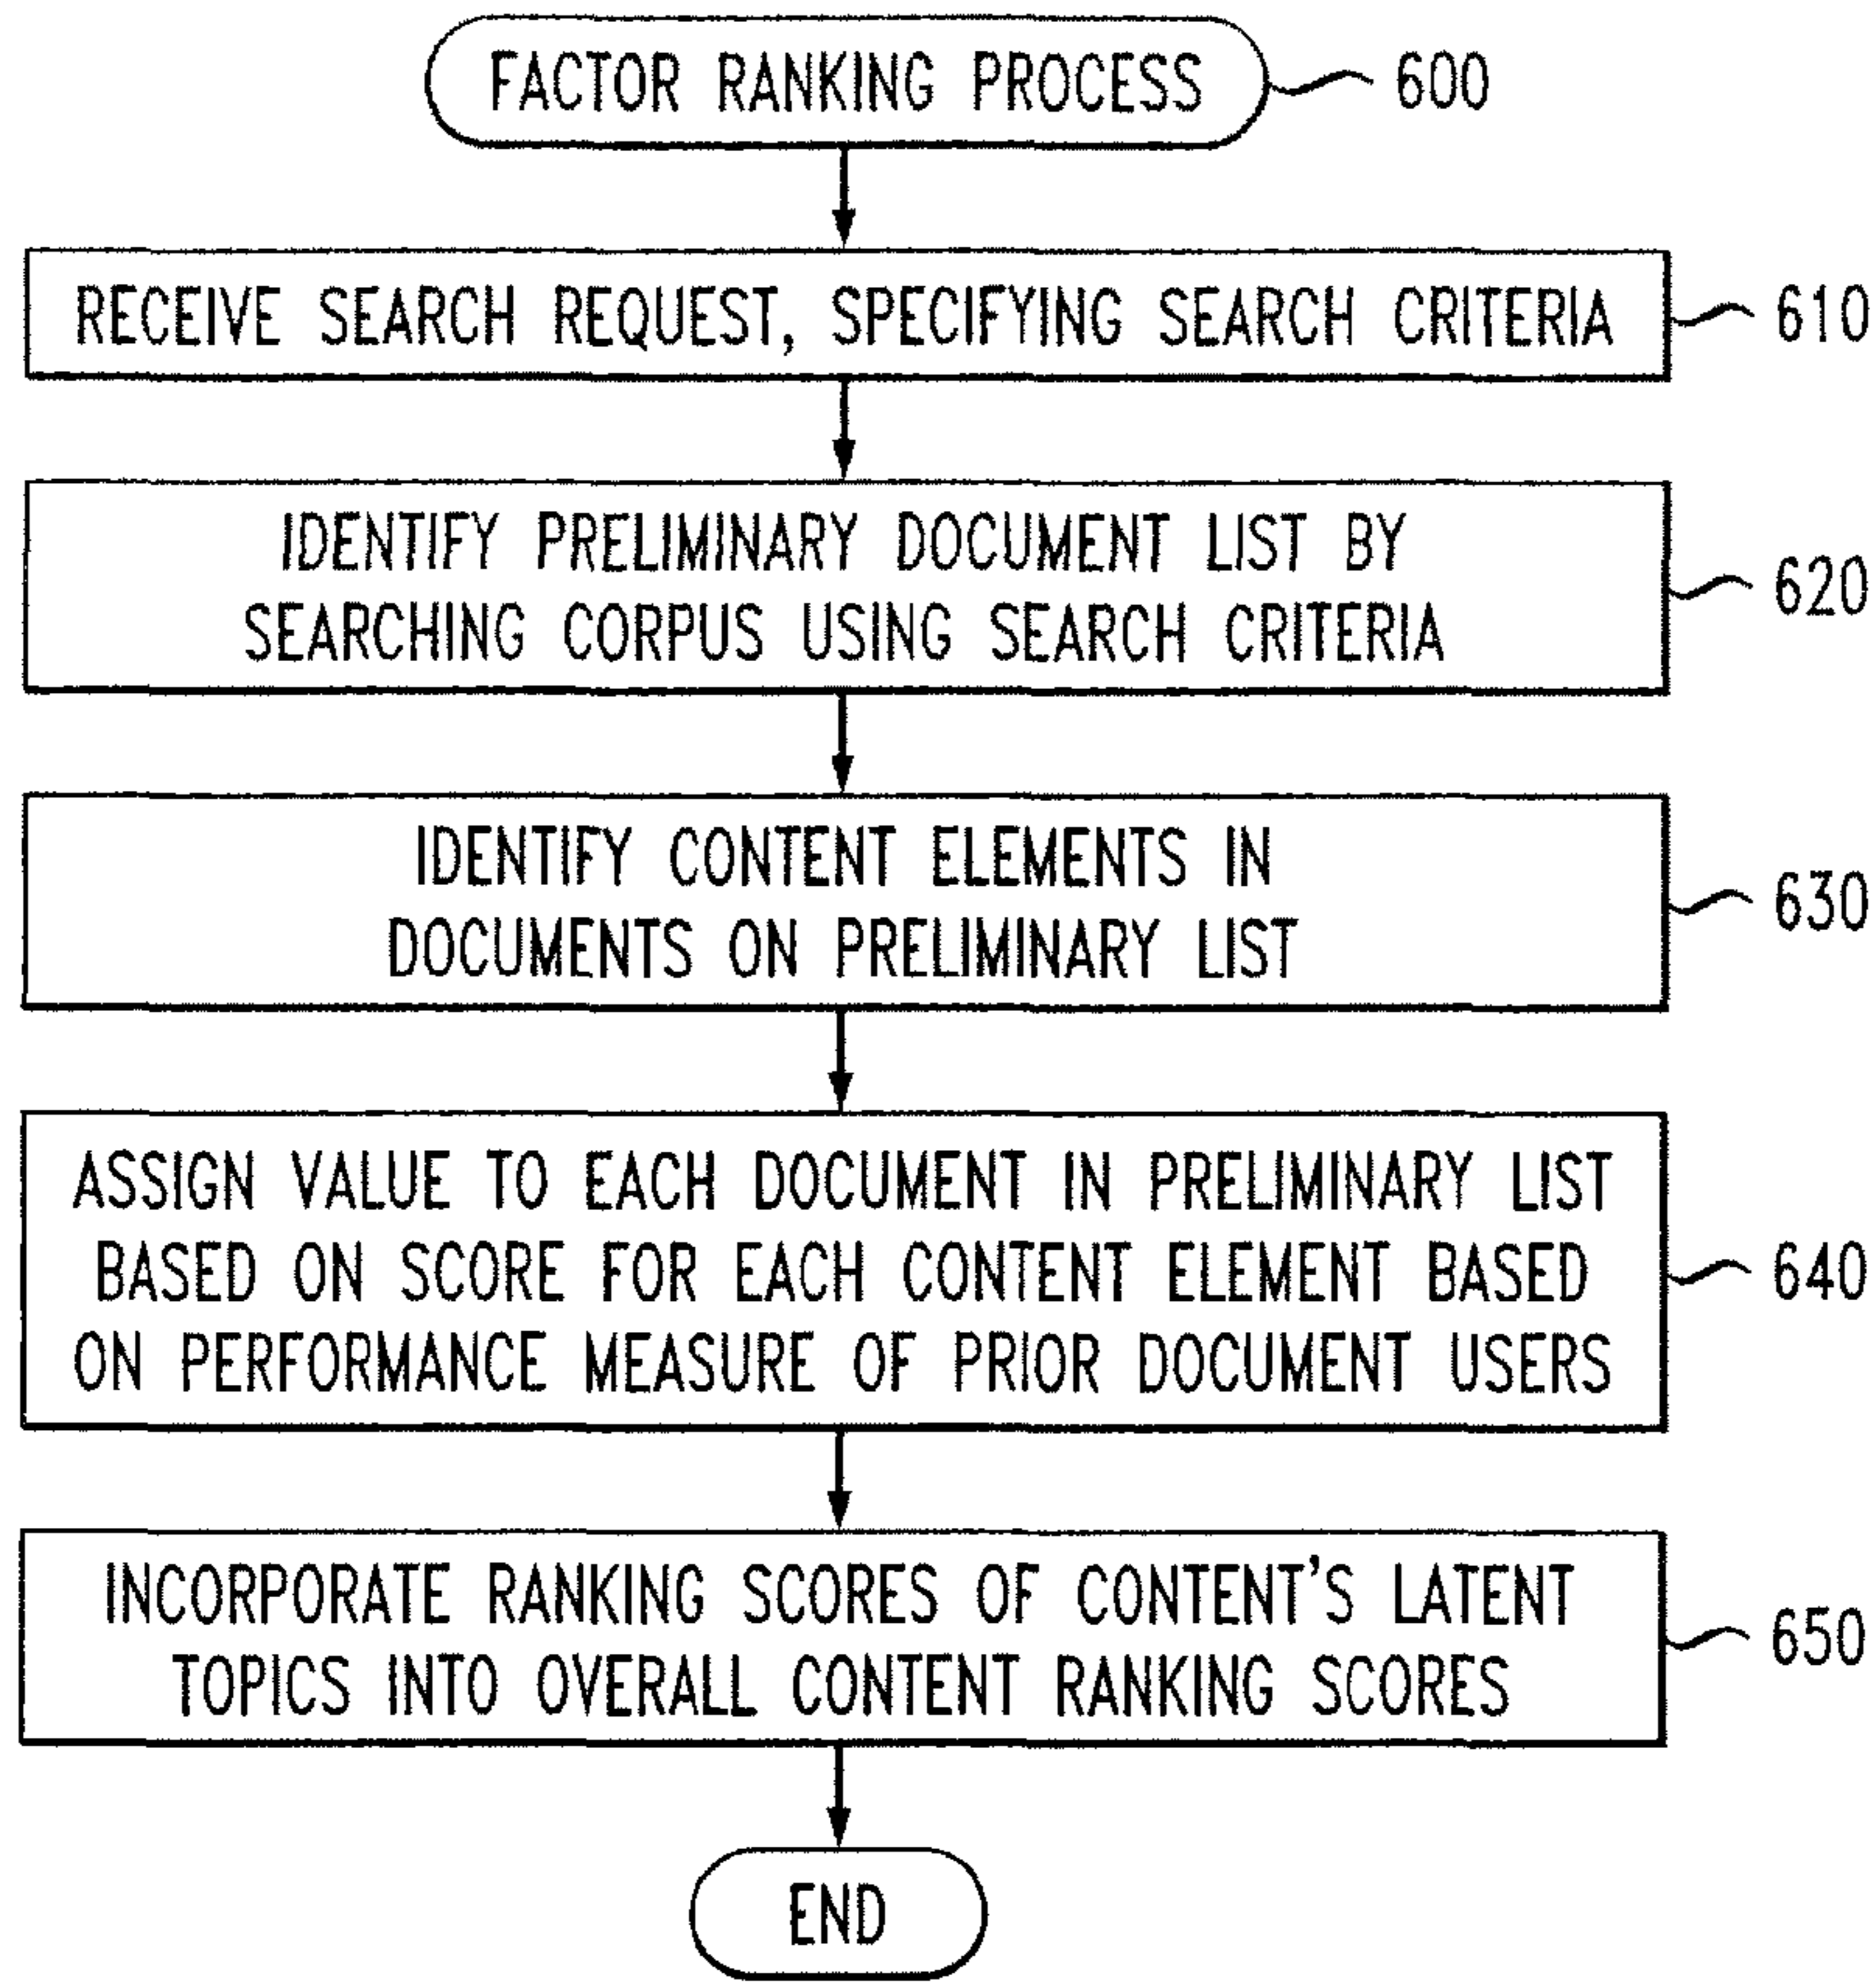 FACTOR RANKING PROCESS 600
RECEIVE SEARCH REQUEST, SPECIFYING SEARCH CRITERIA 610
IDENTIFY PRELIMINARY DOCUMENT LIST BY
SEARCHING CORPUS USING SEARCH CRITERIA
620
IDENTIFY CONTENT ELEMENTS IN
DOCUMENTS ON PRELIMINARY LIST
630
ASSIGN VALUE TO EACH DOCUMENT IN PRELIMINARY LIST
BASED ON SCORE FOR EACH CONTENT ELEMENT BASED
ON PERFORMANCE MEASURE OF PRIOR DOCUMENT USERS
640
INCORPORATE RANKING SCORES OF CONTENT'S LATENT
TOPICS INTO OVERALL CONTENT RANKING SCORES
650
END